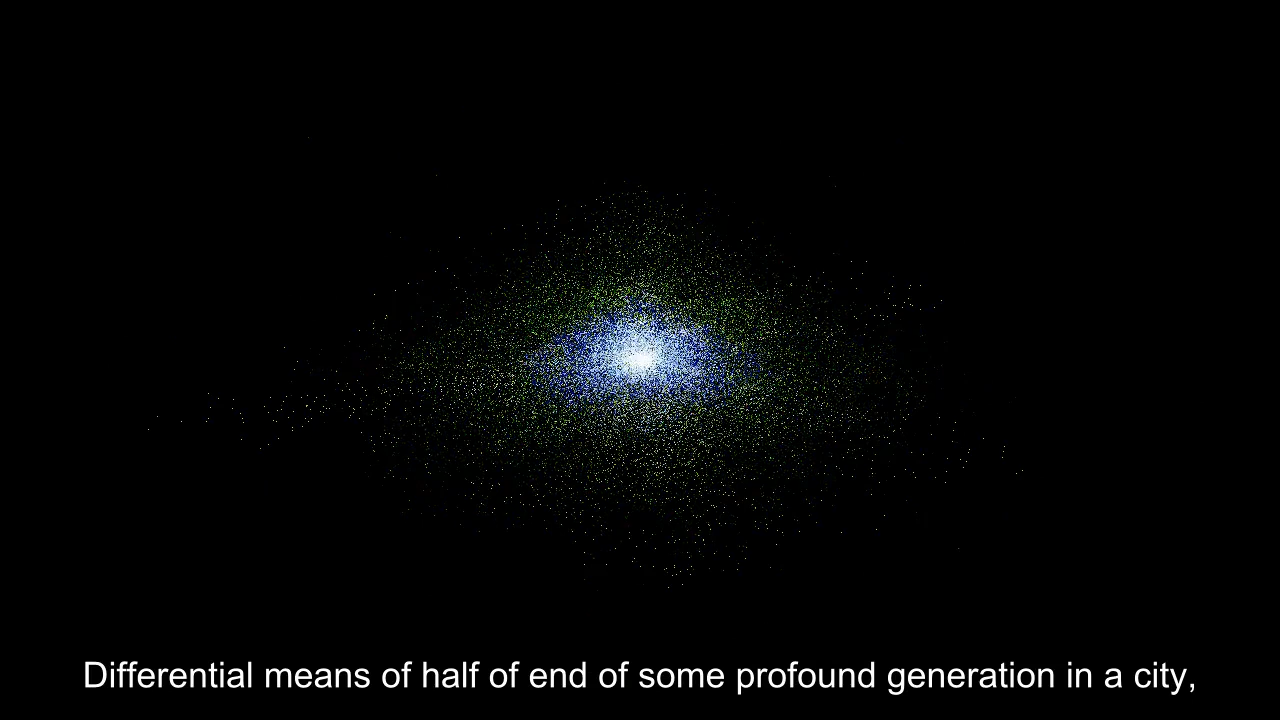 Differential means of half of end of some profound generation in a city,